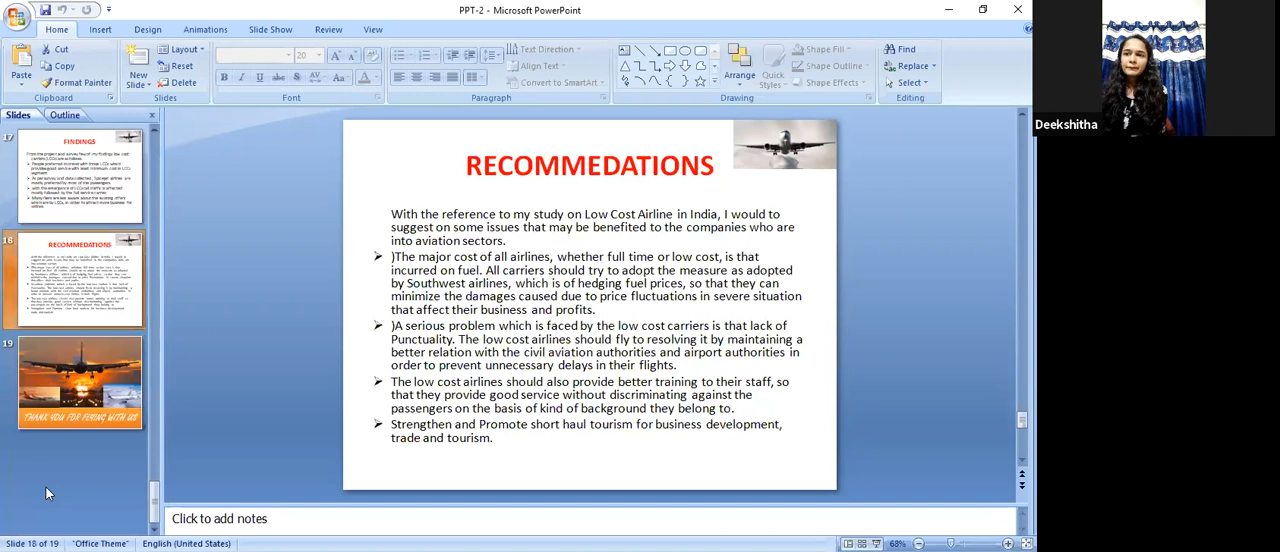 PPT-2 - Microsoft PowerPoint
Home Insert Design Animations Slide Show Review View
Paste
Cut
Copy
Format Painter
Clipboard
New Slide
Layout
Reset
Delete
Slides
20
Font
Paragraph
Text Direction
Align Text
Convert to SmartArt
Arrange
Quick Styles
Shape Fill
Shape Outline
Shape Effects
Drawing
Find
Replace
Select
Editing
Slides Outline
17
FINDINGS
18
RECOMMEDATIONS
19
THANK YOU FOR FLYING WITH US
RECOMMEDATIONS
With the reference to my study on Low Cost Airline in India, I would to
suggest on some issues that may be benefited to the companies who are
into aviation sectors.
)The major cost of all airlines, whether full time or low cost, is that
incurred on fuel. All carriers should try to adopt the measure as adopted
by Southwest airlines, which is of hedging fuel prices, so that they can
minimize the damages caused due to price fluctuations in severe situation
that affect their business and profits.
)A serious problem which is faced by the low cost carriers is that lack of
Punctuality. The low cost airlines should fly to resolving it by maintaining a
better relation with the civil aviation authorities and airport authorities in
order to prevent unnecessary delays in their flights.
The low cost airlines should also provide better training to their staff, so
that they provide good service without discriminating against the
passengers on the basis of kind of background they belong to.
Strengthen and Promote short haul tourism for business development,
trade and tourism.
Click to add notes
Slide 18 of 19 "Office Theme" English (United States) 68%
Deekshitha